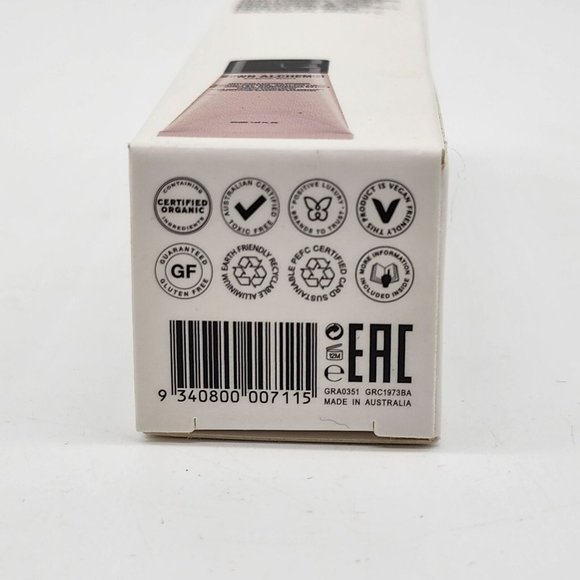 CONTAINING
CERTIFIED
ORGANIC
INGREDIENTS
AUSTRALIAN CERTIFIED
TOXIC FREE
POSITIVE LUXURY
BRANDS TO TRUST
THIS PRODUCT IS VEGAN FRIENDLY
V
GUARANTEED
GF
GLUTEN FREE
EARTH FRIENDLY RECYCLABLE ALUMINIUM
PEFC CERTIFIED CARD SUSTAINABLE
MORE INFORMATION
INCLUDED INSIDE
12M
e
EAC
9 340800 007115
GRA0351 GRC1973BA
MADE IN AUSTRALIA